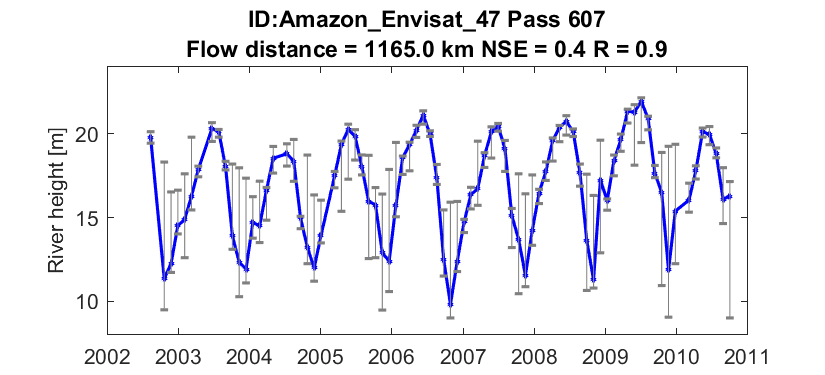 ID:Amazon_Envisat_47 Pass 607
Flow distance = 1165.0 km NSE = 0.4 R = 0.9
River height [m]
20
15
10
2002 2003 2004 2005 2006 2007 2008 2009 2010 2011